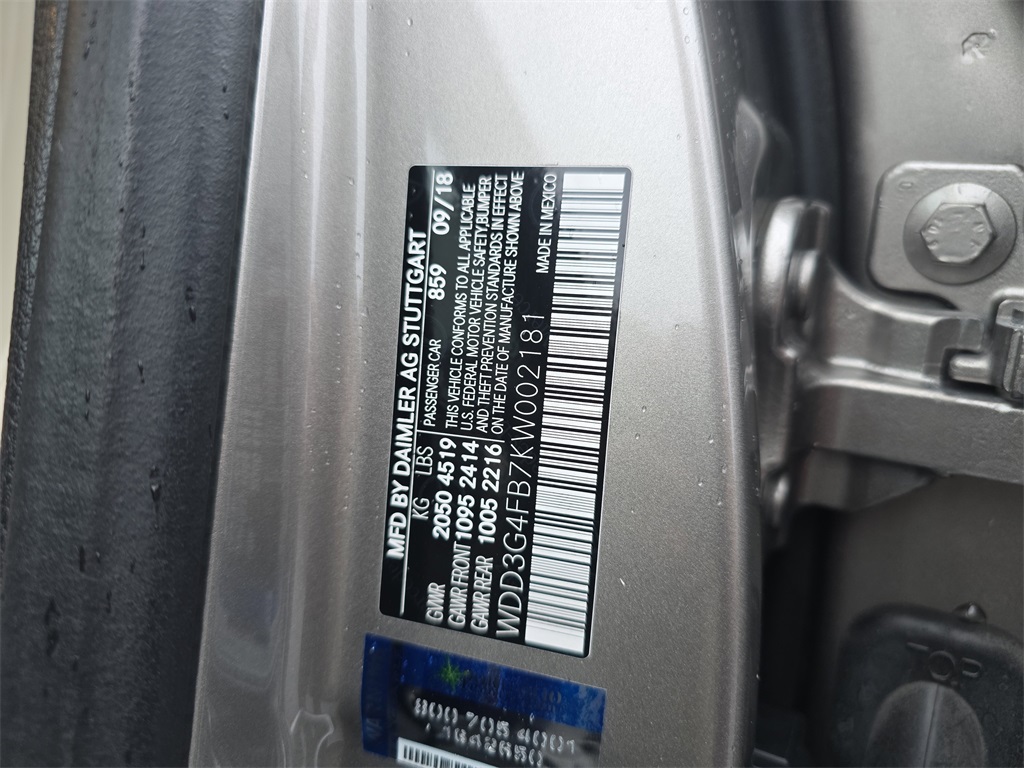 MFD BY DAIMLER AG STUTTGART
KG LBS PASSENGER CAR 859 09/18
GVWR 2050 4519
GAWR FRONT 1095 2414
GAWR REAR 1005 2216
THIS VEHICLE CONFORMS TO ALL APPLICABLE
U.S. FEDERAL MOTOR VEHICLE SAFETY,BUMPER
AND THEFT PREVENTION STANDARDS IN EFFECT
ON THE DATE OF MANUFACTURE SHOWN ABOVE
WDD3G4FB7KW002181
MADE IN MEXICO
800 705 4001
TOP